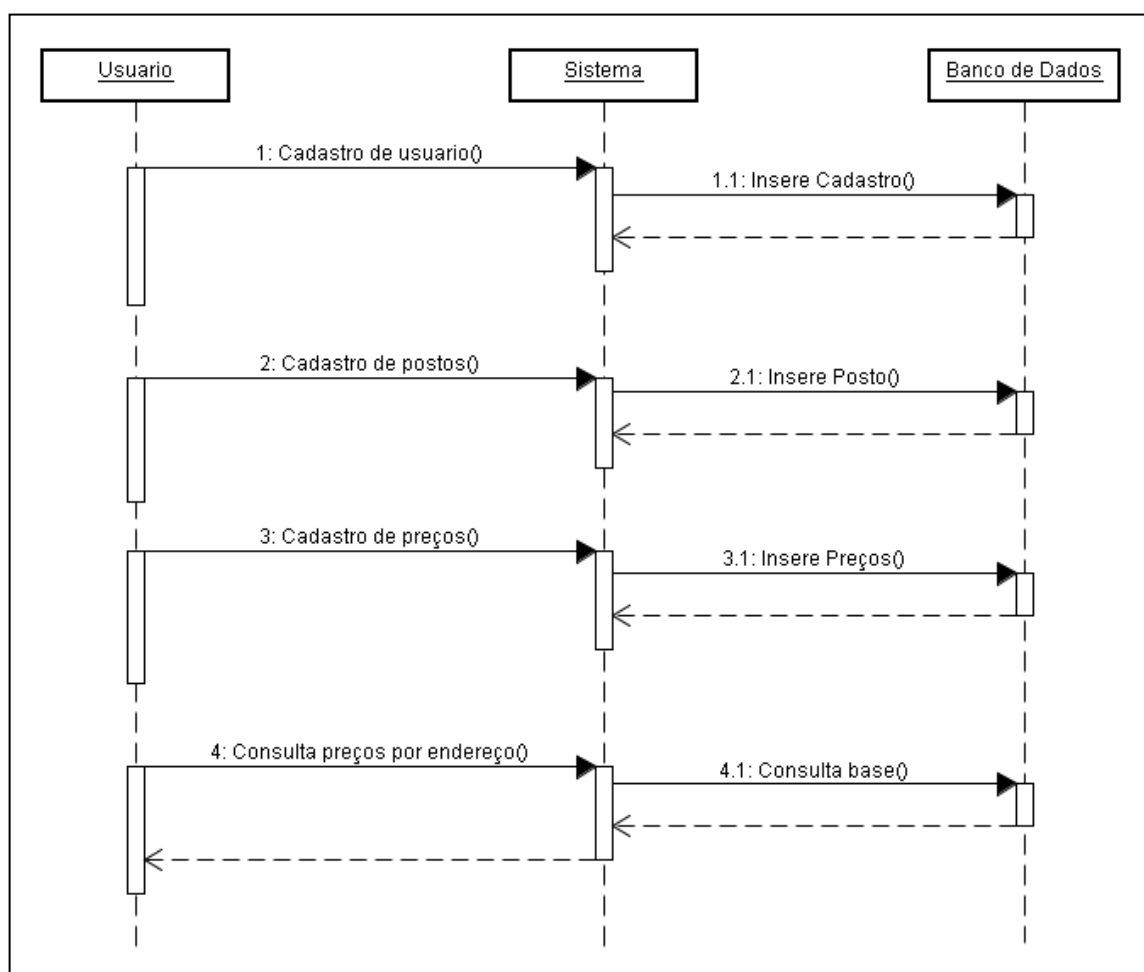 Usuario
Sistema
Banco de Dados
1: Cadastro de usuario()
1.1: Insere Cadastro()
2: Cadastro de postos()
2.1: Insere Posto()
3: Cadastro de preços()
3.1: Insere Preços()
4: Consulta preços por endereço()
4.1: Consulta base()